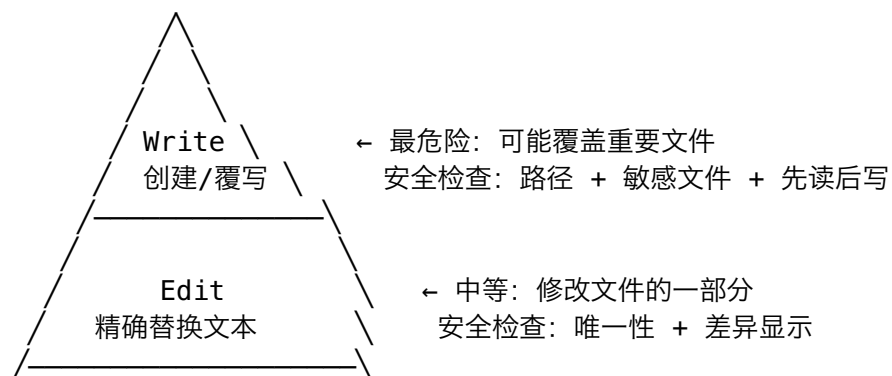 Write ← 最危险: 可能覆盖重要文件
创建/覆写 安全检查: 路径 + 敏感文件 + 先读后写
Edit ← 中等: 修改文件的一部分
精确替换文本 安全检查: 唯一性 + 差异显示